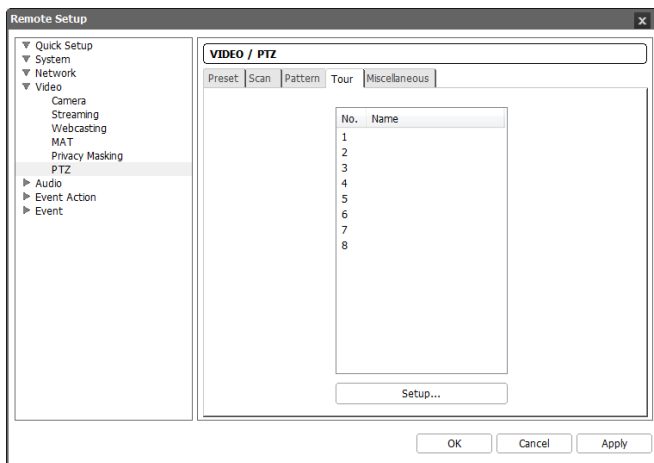 Remote Setup
x
Quick Setup
System
Network
Video
Camera
Streaming
Webcasting
MAT
Privacy Masking
PTZ
Audio
Event Action
Event
VIDEO / PTZ
Preset Scan Pattern Tour Miscellaneous
No. Name
1
2
3
4
5
6
7
8
Setup...
OK Cancel Apply